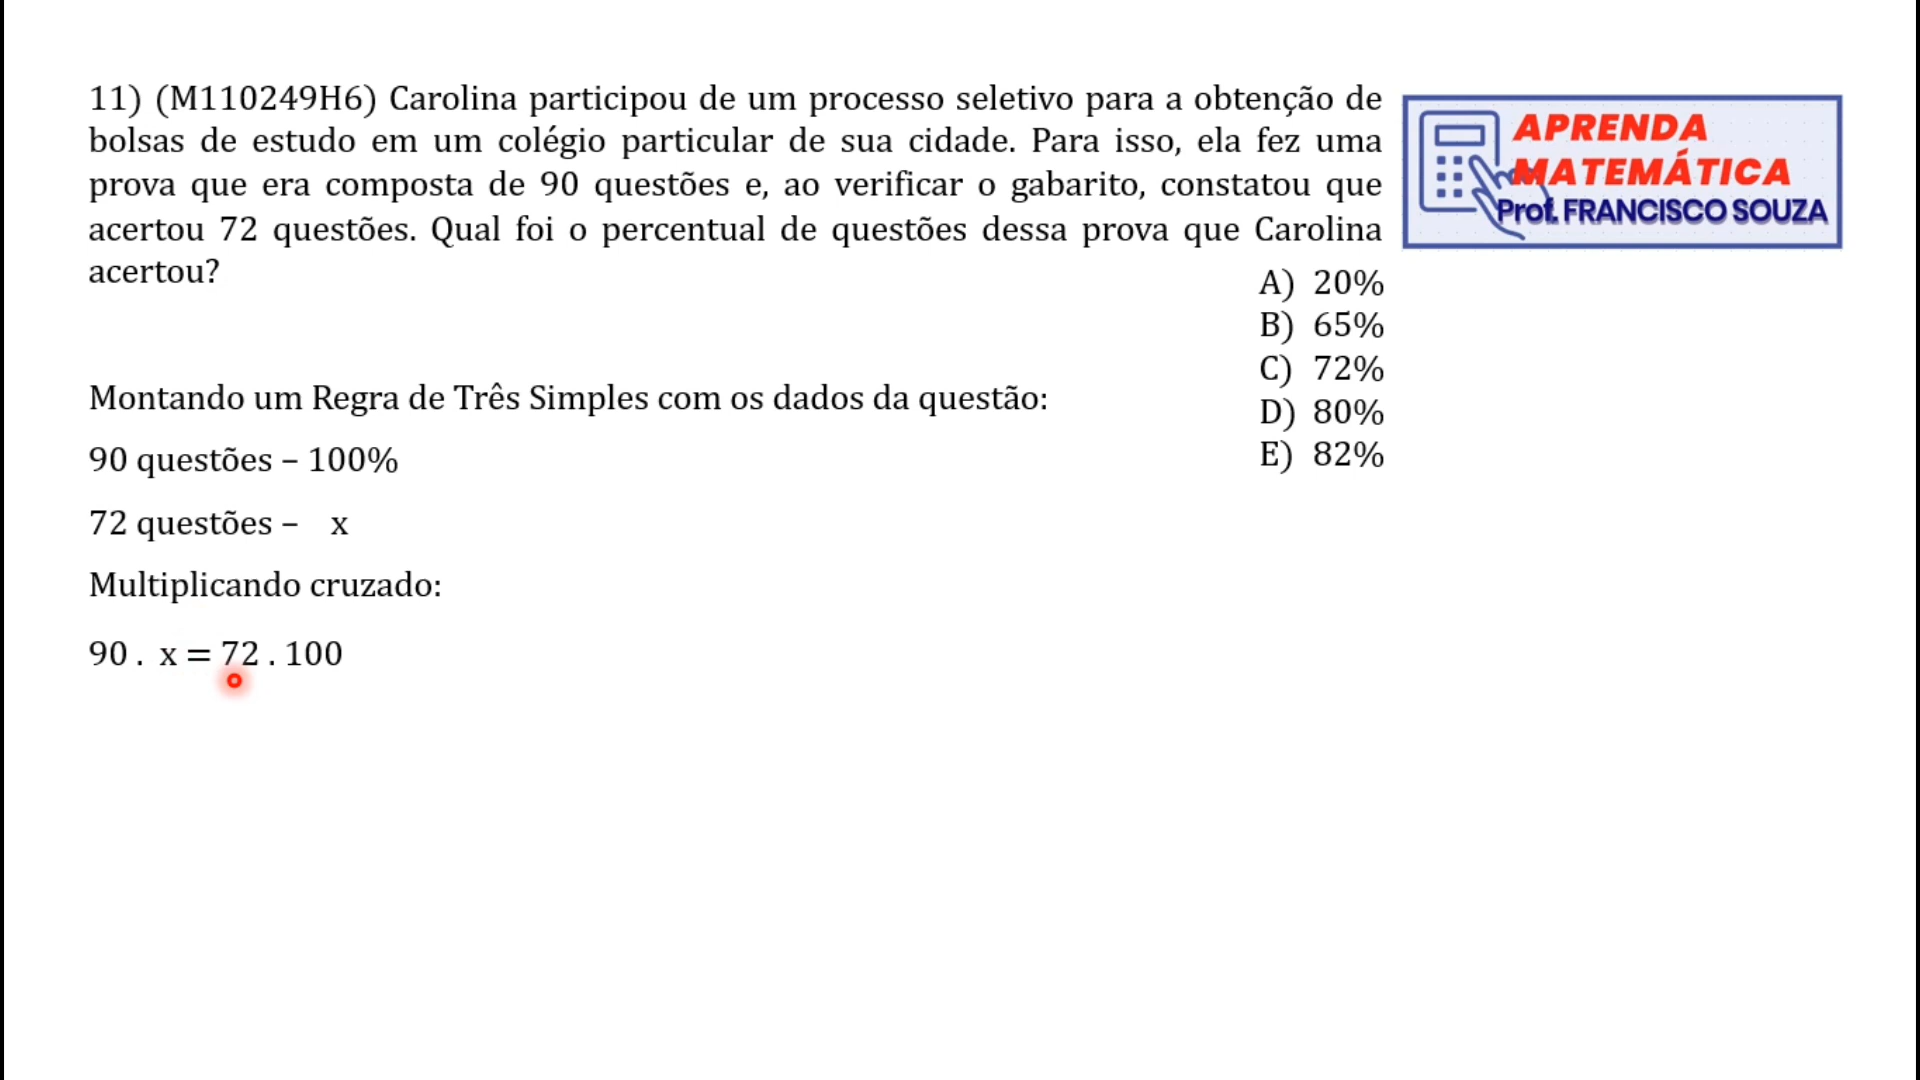 11) (M110249H6) Carolina participou de um processo seletivo para a obtenção de
bolsas de estudo em um colégio particular de sua cidade. Para isso, ela fez uma
prova que era composta de 90 questões e, ao verificar o gabarito, constatou que
acertou 72 questões. Qual foi o percentual de questões dessa prova que Carolina
acertou?
A) 20%
B) 65%
C) 72%
D) 80%
E) 82%
APRENDA
MATEMÁTICA
Prof. FRANCISCO SOUZA
Montando um Regra de Três Simples com os dados da questão:
90 questões – 100%
72 questões – x
Multiplicando cruzado:
90 . x = 72 . 100